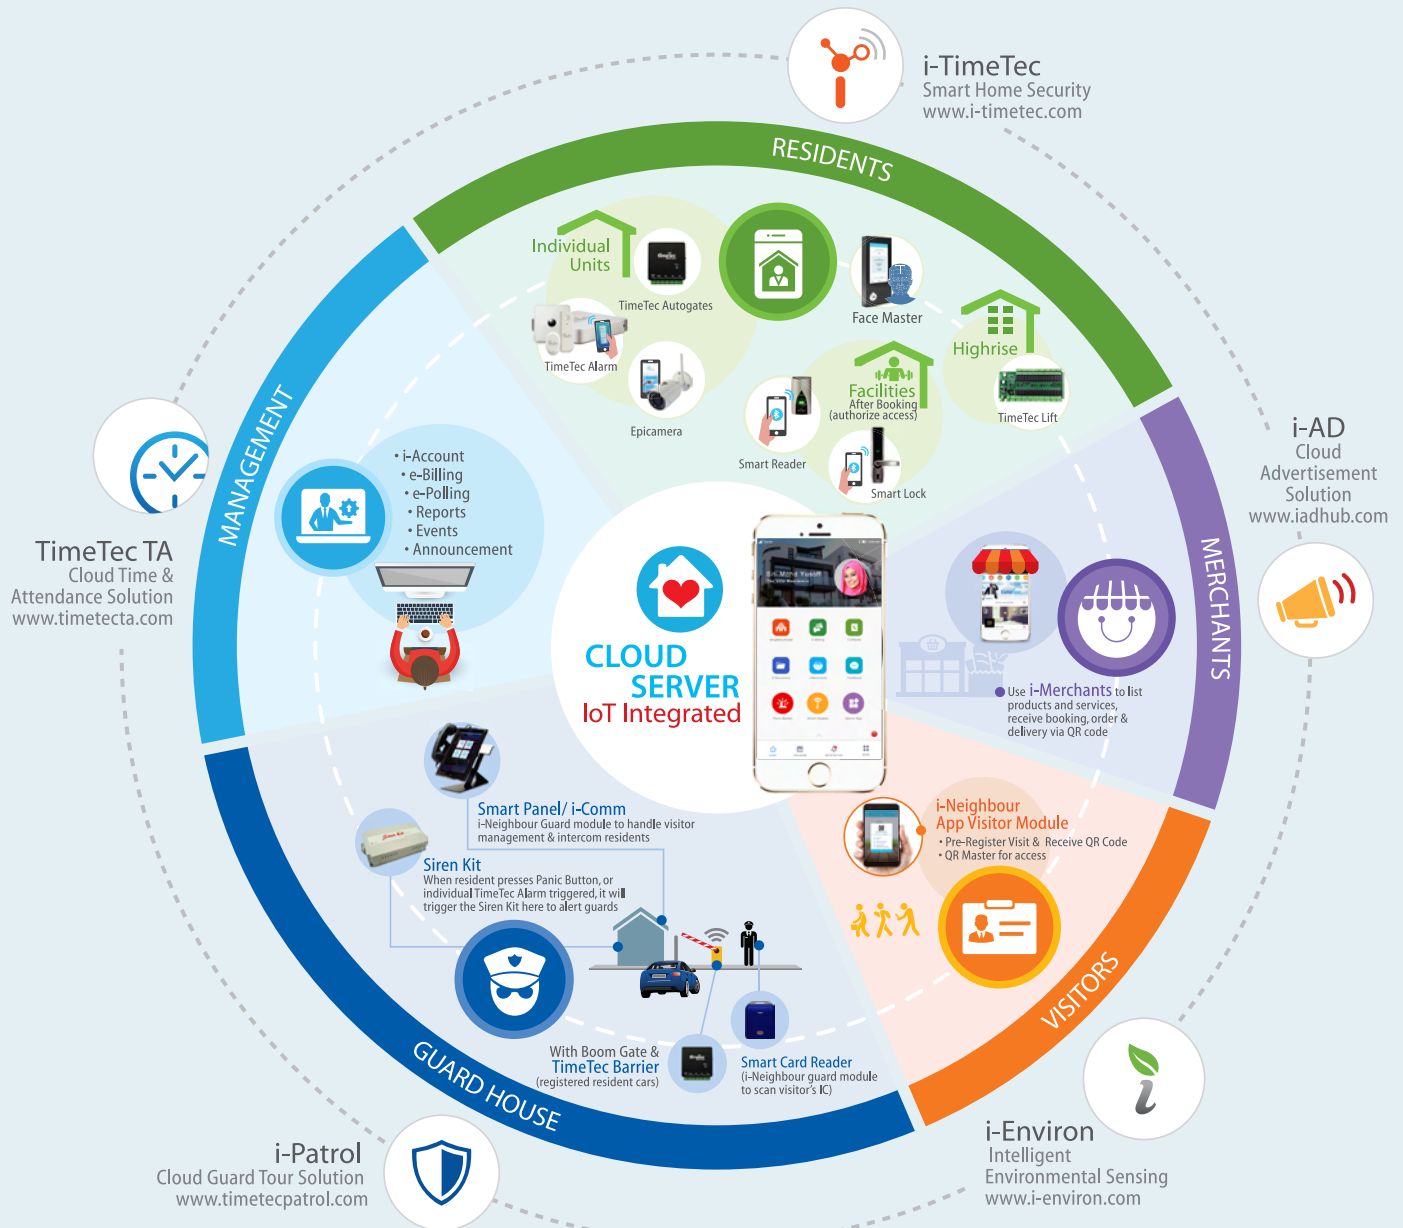 i-TimeTec
Smart Home Security
www.i-timetec.com
RESIDENTS
Individual
Units
TimeTec Autogates
TimeTec Alarm
Epicamera
Face Master
Highrise
TimeTec Lift
Facilities
After Booking
(authorize access)
Smart Reader
Smart Lock
MANAGEMENT
• i-Account
• e-Billing
• e-Polling
• Reports
• Events
• Announcement
TimeTec TA
Cloud Time &
Attendance Solution
www.timetecta.com
i-AD
Cloud
Advertisement
Solution
www.iadhub.com
MERCHANTS
Use i-Merchants to list
products and services,
receive booking, order &
delivery via QR code
CLOUD
SERVER
IoT Integrated
Smart Panel/ i-Comm
i-Neighbour Guard module to handle visitor
management & intercom residents
Siren Kit
When resident presses Panic Button, or
individual TimeTec Alarm triggered, it will
trigger the Siren Kit here to alert guards
With Boom Gate &
TimeTec Barrier
(registered resident cars)
Smart Card Reader
(i-Neighbour guard module
to scan visitor's IC)
GUARD HOUSE
i-Neighbour
App Visitor Module
• Pre-Register Visit & Receive QR Code
• QR Master for access
VISITORS
i-Patrol
Cloud Guard Tour Solution
www.timetecpatrol.com
i-Environ
Intelligent
Environmental Sensing
www.i-environ.com